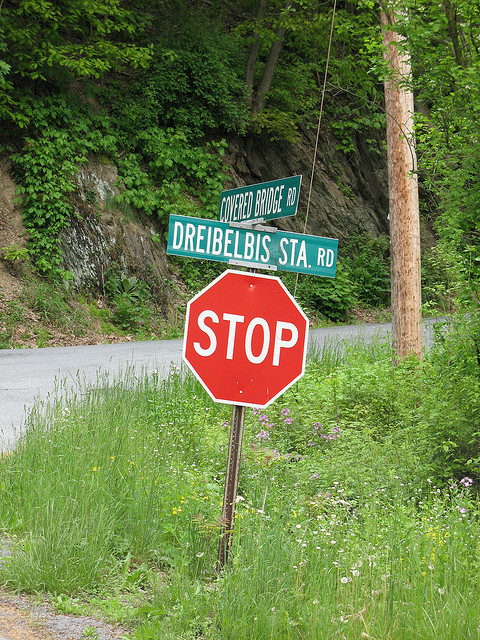 COVERED BRIDGE RD
DREIBELBIS STA. RD
STOP